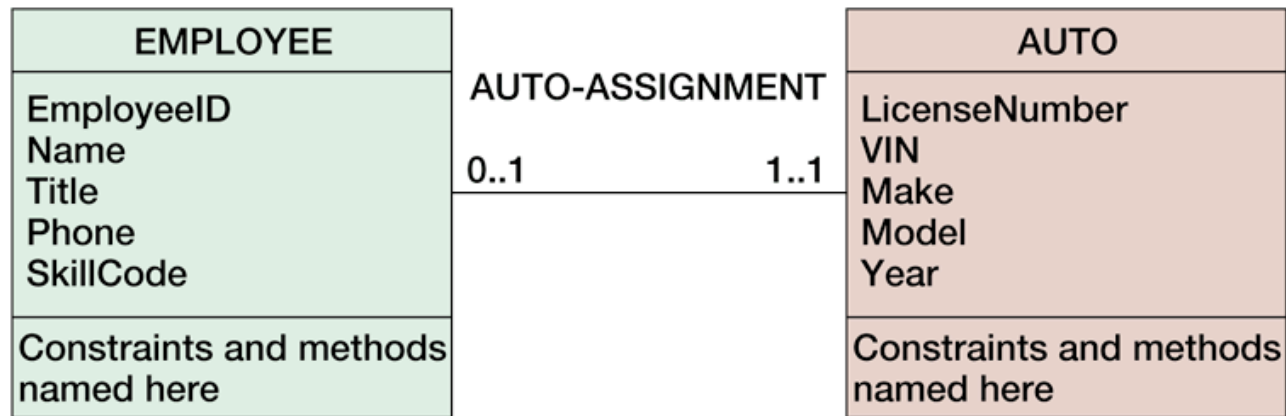 EMPLOYEE
EmployeeID
Name
Title
Phone
SkillCode
Constraints and methods
named here
AUTO-ASSIGNMENT
0..1 1..1
AUTO
LicenseNumber
VIN
Make
Model
Year
Constraints and methods
named here